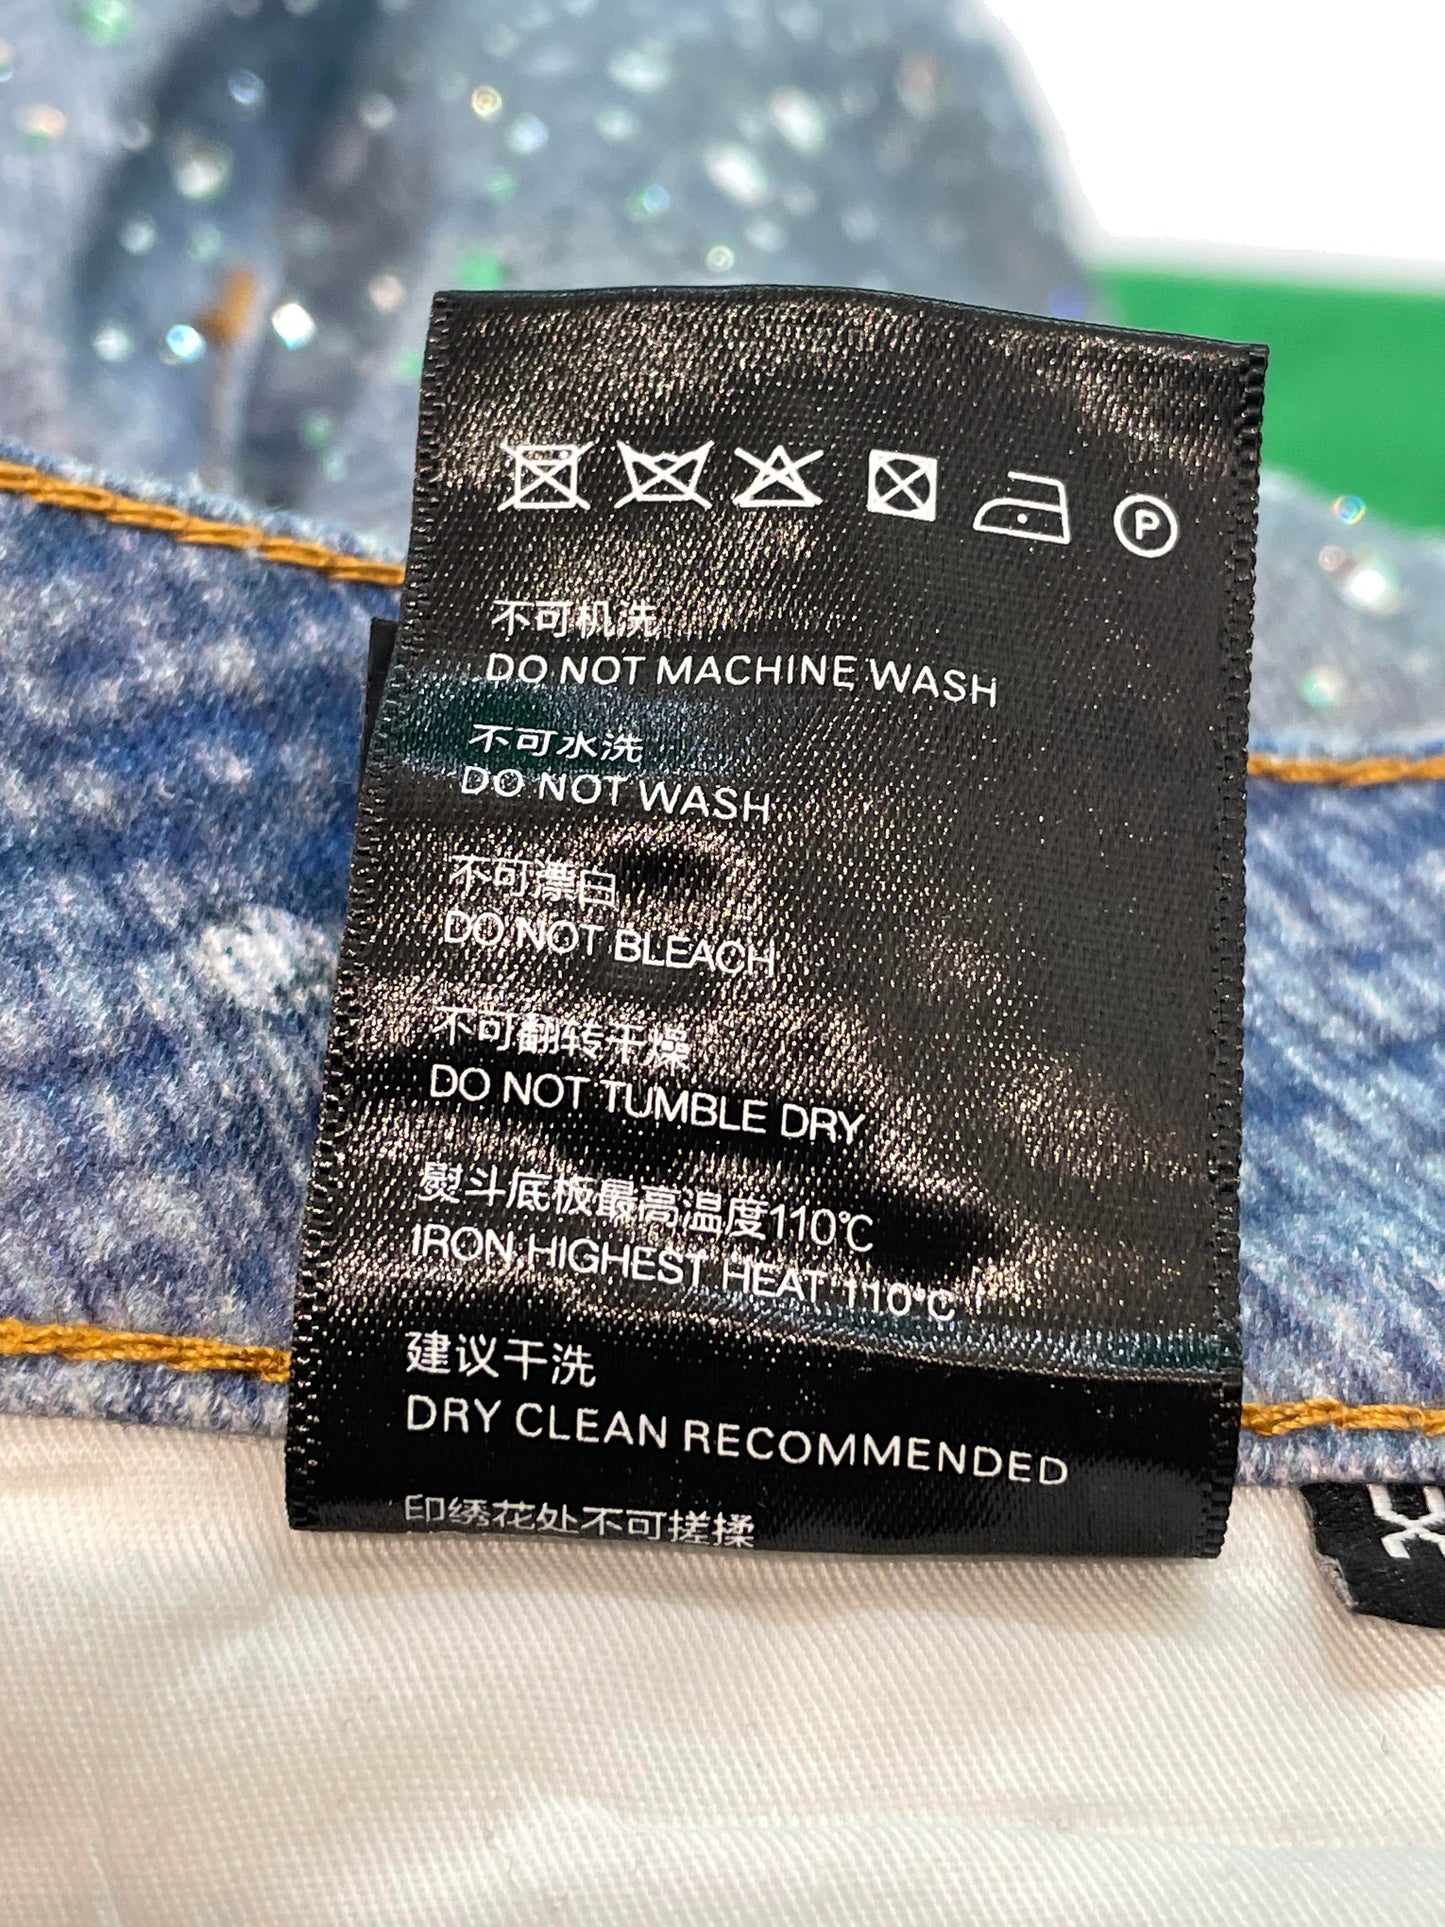 P
不可机洗
DO NOT MACHINE WASH
不可水洗
DO NOT WASH
不可漂白
DO NOT BLEACH
不可翻转干燥
DO NOT TUMBLE DRY
熨斗底板最高温度110℃
IRON HIGHEST HEAT 110°C
建议干洗
DRY CLEAN RECOMMENDED
印绣花处不可搓揉